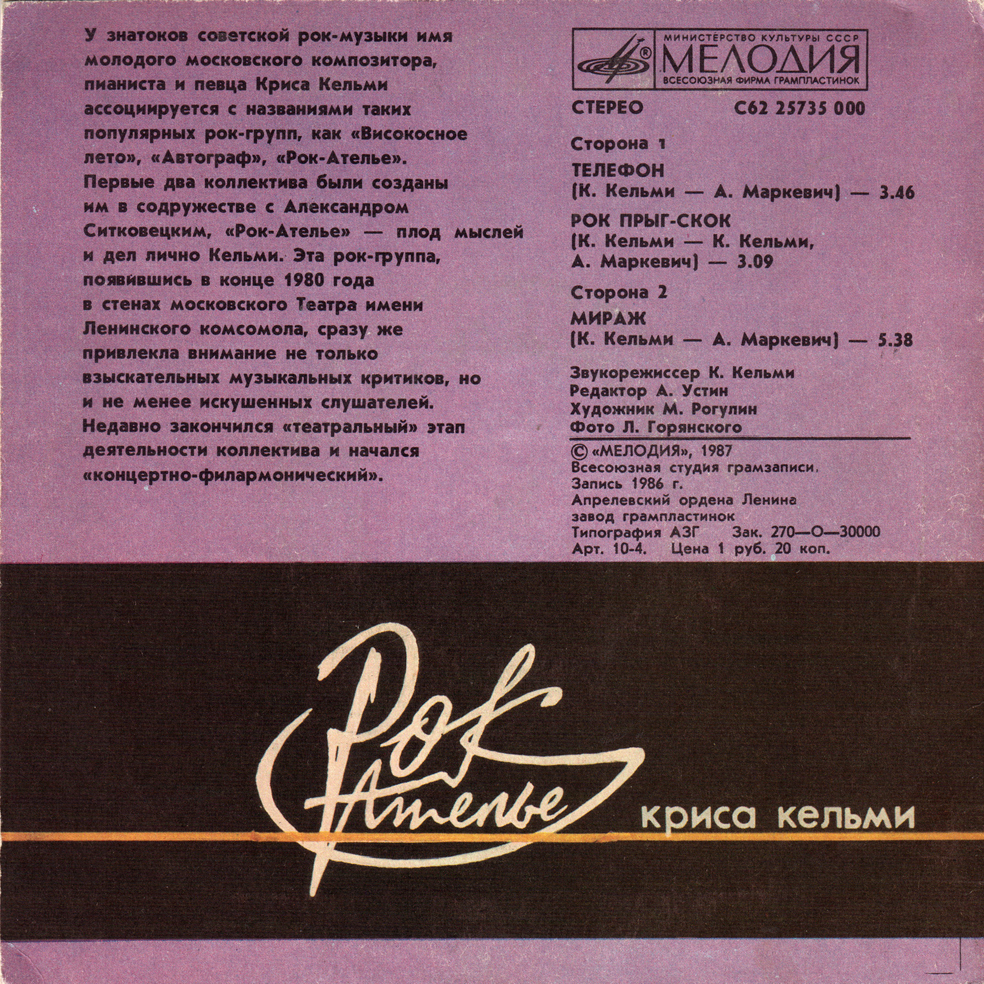 У знатоков советской рок-музыки имя
молодого московского композитора,
пианиста и певца Криса Кельми
ассоциируется с названиями таких
популярных рок-групп, как «Високосное
лето», «Автограф», «Рок-Ателье».
Первые два коллектива были созданы
им в содружестве с Александром
Ситковецким, «Рок-Ателье» — плод мыслей
и дел лично Кельми. Эта рок-группа,
появившись в конце 1980 года
в стенах московского Театра имени
Ленинского комсомола, сразу же
привлекла внимание не только
взыскательных музыкальных критиков, но
и не менее искушенных слушателей.
Недавно закончился «театральный» этап
деятельности коллектива и начался
«концертно-филармонический».
МИНИСТЕРСТВО КУЛЬТУРЫ СССР
® МЕЛОДИЯ
ВСЕСОЮЗНАЯ ФИРМА ГРАМПЛАСТИНОК
СТЕРЕО С62 25735 000
Сторона 1
ТЕЛЕФОН
(К. Кельми — А. Маркевич) — 3.46
РОК ПРЫГ-СКОК
(К. Кельми — К. Кельми,
А. Маркевич) — 3.09
Сторона 2
МИРАЖ
(К. Кельми — А. Маркевич) — 5.38
Звукорежиссер К. Кельми
Редактор А. Устин
Художник М. Рогулин
Фото Л. Горянского
© «МЕЛОДИЯ», 1987
Всесоюзная студия грамзаписи.
Запись 1986 г.
Апрелевский ордена Ленина
завод грампластинок
Типография АЗГ Зак. 270—О—30000
Арт. 10-4. Цена 1 руб. 20 коп.
Рок
Ателье
криса кельми